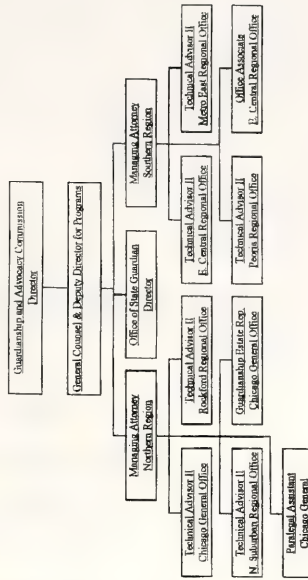 Guardianship and Advocacy Commission
Director
General Counsel & Deputy Director for Programs
Managing Attorney
Northern Region
Office of State Guardian
Director
Managing Attorney
Southern Region
Technical Advisor II
Chicago General Office
Technical Advisor II
Rockford Regional Office
Technical Advisor II
E. Central Regional Office
Technical Advisor II
Metro East Regional Office
Technical Advisor II
N. Suburban Regional Office
Guardianship Estate Rep.
Chicago General Office
Technical Advisor II
Peoria Regional Office
Office Associate
E. Central Regional Office
Paralegal Assistant
Chicago General